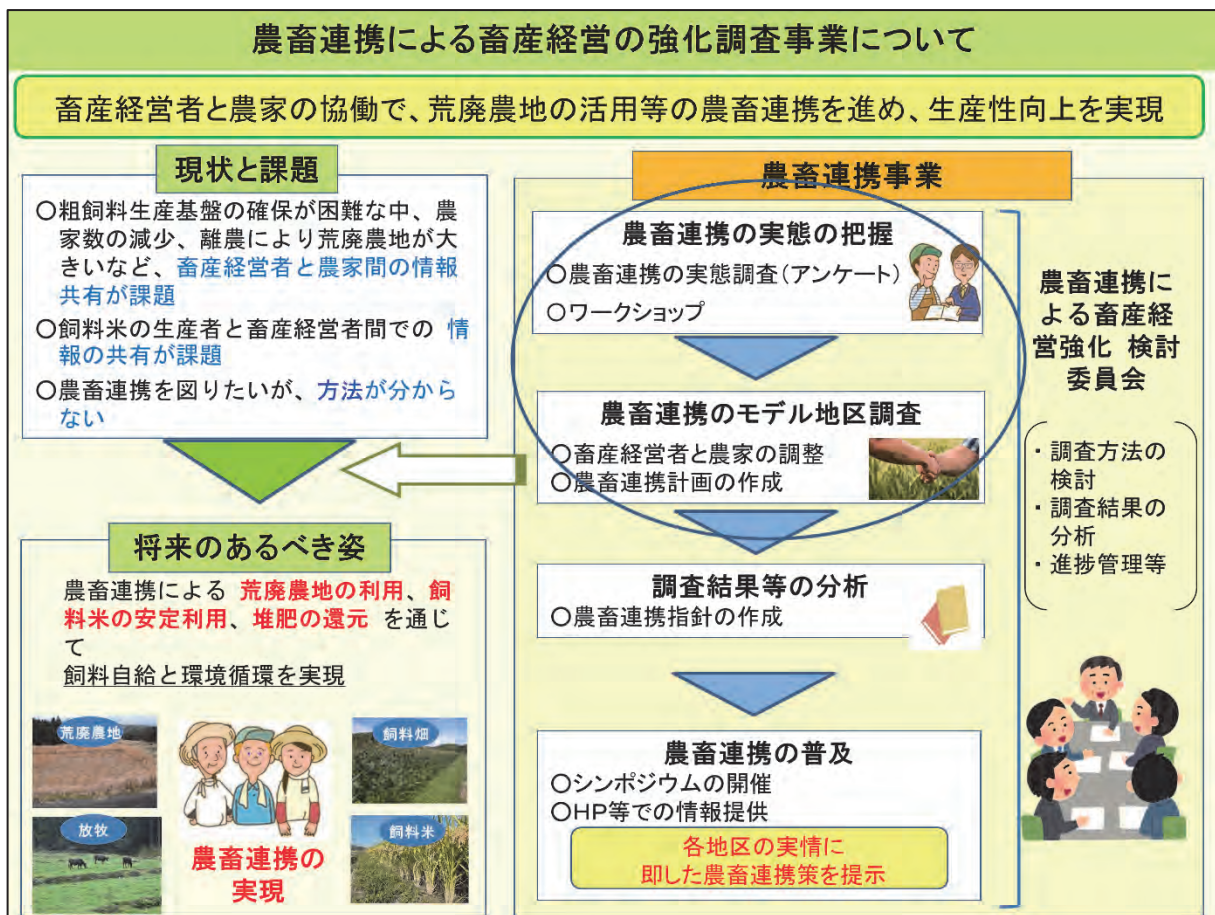 農畜連携による畜産経営の強化調査事業について
畜産経営者と農家の協働で、荒廃農地の活用等の農畜連携を進め、生産性向上を実現
現状と課題
○粗飼料生産基盤の確保が困難な中、農
家数の減少、離農により荒廃農地が大
きいなど、畜産経営者と農家間の情報
共有が課題
○飼料米の生産者と畜産経営者間での 情
報の共有が課題
○農畜連携を図りたいが、方法が分から
ない
将来のあるべき姿
農畜連携による 荒廃農地の利用、飼
料米の安定利用、堆肥の還元 を通じ
て
飼料自給と環境循環を実現
荒廃農地
飼料畑
放牧
飼料米
農畜連携の
実現
農畜連携事業
農畜連携の実態の把握
○農畜連携の実態調査(アンケート)
○ワークショップ
農畜連携のモデル地区調査
○畜産経営者と農家の調整
○農畜連携計画の作成
調査結果等の分析
○農畜連携指針の作成
農畜連携の普及
○シンポジウムの開催
○HP等での情報提供
各地区の実情に
即した農畜連携策を提示
農畜連携に
よる畜産経
営強化 検討
委員会
・調査方法の
検討
・調査結果の
分析
・進捗管理等